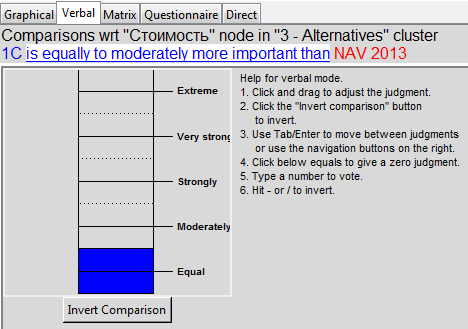 Graphical Verbal Matrix Questionnaire Direct
Comparisons wrt "Стоимость" node in "3 - Alternatives" cluster
1C is equally to moderately more important than NAV 2013
Extreme
Very strong
Strongly
Moderately
Equal
Invert Comparison
Help for verbal mode.
1. Click and drag to adjust the judgment.
2. Click the "Invert comparison" button
to invert.
3. Use Tab/Enter to move between judgments
or use the navigation buttons on the right.
4. Click below equals to give a zero judgment.
5. Type a number to vote.
6. Hit - or / to invert.